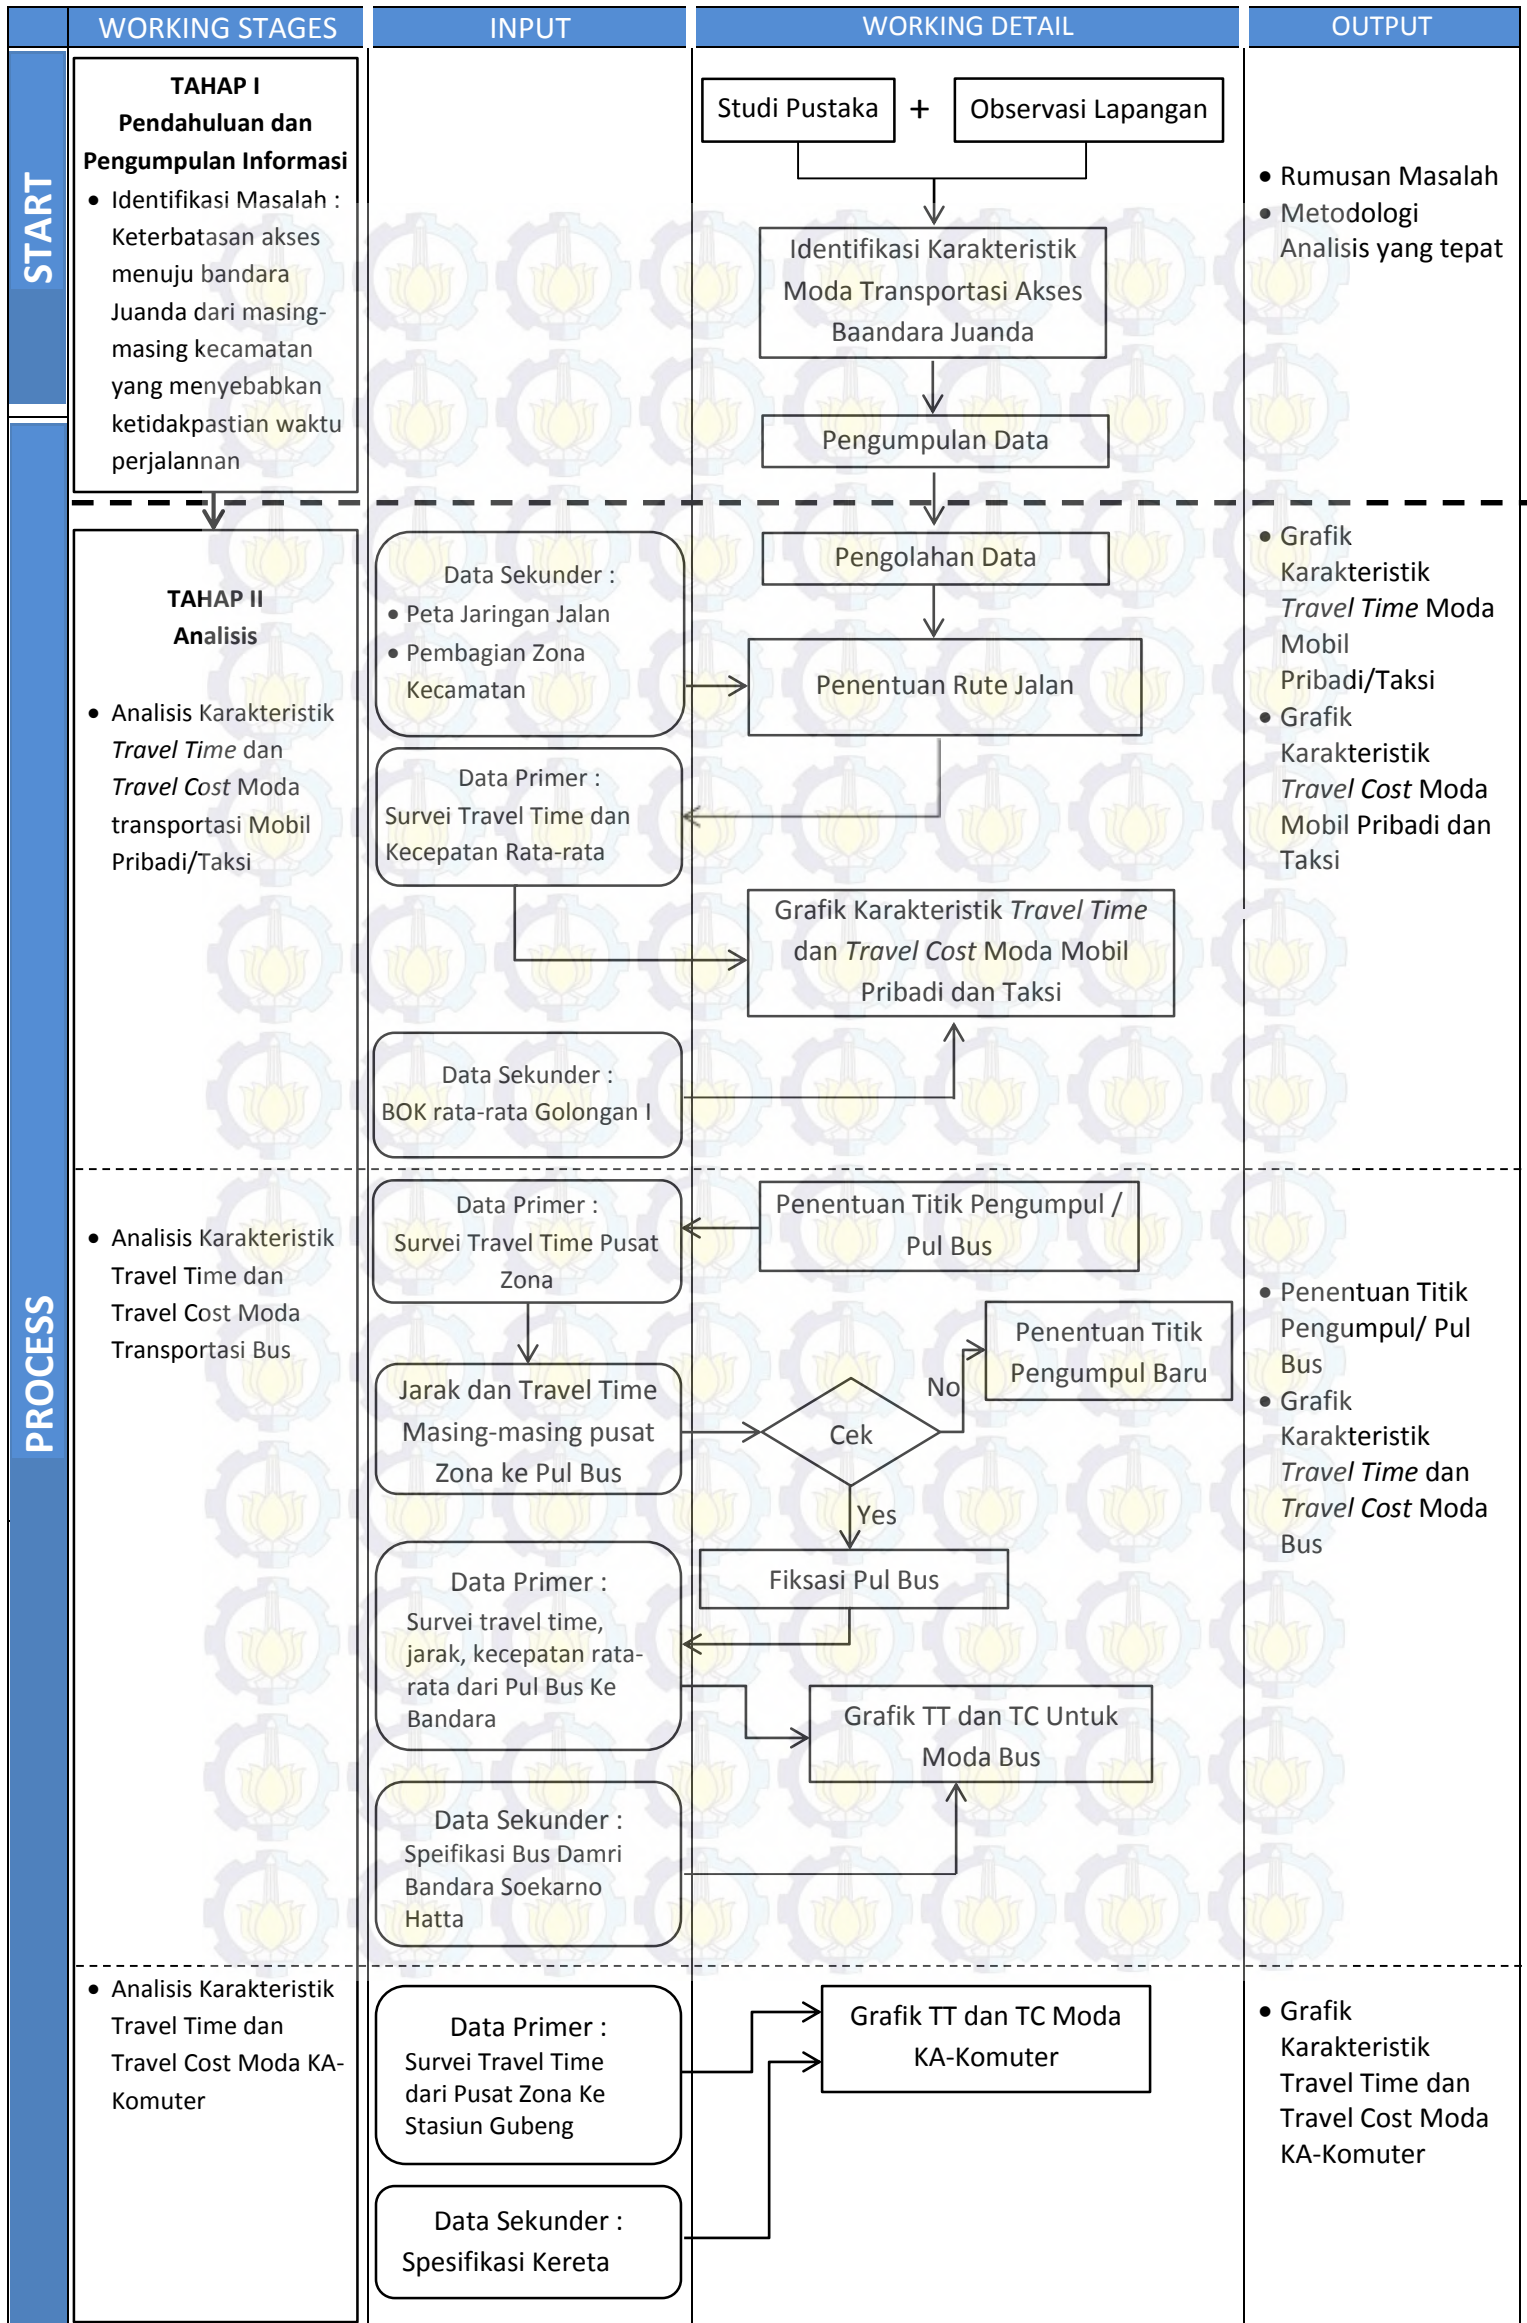 WORKING STAGES
INPUT
WORKING DETAIL
OUTPUT
START
TAHAP I
Pendahuluan dan
Pengumpulan Informasi
• Identifikasi Masalah :
Keterbatasan akses
menuju bandara
Juanda dari masing-
masing kecamatan
yang menyebabkan
ketidakpastian waktu
perjalannan
Studi Pustaka
+
Observasi Lapangan
Identifikasi Karakteristik
Moda Transportasi Akses
Baandara Juanda
Pengumpulan Data
• Rumusan Masalah
• Metodologi
Analisis yang tepat
PROCESS
TAHAP II
Analisis
• Analisis Karakteristik
Travel Time dan
Travel Cost Moda
transportasi Mobil
Pribadi/Taksi
Data Sekunder :
• Peta Jaringan Jalan
• Pembagian Zona
Kecamatan
Data Primer :
Survei Travel Time dan
Kecepatan Rata-rata
Data Sekunder :
BOK rata-rata Golongan I
Pengolahan Data
Penentuan Rute Jalan
Grafik Karakteristik Travel Time
dan Travel Cost Moda Mobil
Pribadi dan Taksi
• Grafik
Karakteristik
Travel Time Moda
Mobil
Pribadi/Taksi
• Grafik
Karakteristik
Travel Cost Moda
Mobil Pribadi dan
Taksi
• Analisis Karakteristik
Travel Time dan
Travel Cost Moda
Transportasi Bus
Data Primer :
Survei Travel Time Pusat
Zona
Jarak dan Travel Time
Masing-masing pusat
Zona ke Pul Bus
Data Primer :
Survei travel time,
jarak, kecepatan rata-
rata dari Pul Bus Ke
Bandara
Data Sekunder :
Speifikasi Bus Damri
Bandara Soekarno
Hatta
Penentuan Titik Pengumpul /
Pul Bus
Penentuan Titik
Pengumpul Baru
No
Cek
Yes
Fiksasi Pul Bus
Grafik TT dan TC Untuk
Moda Bus
• Penentuan Titik
Pengumpul/ Pul
Bus
• Grafik
Karakteristik
Travel Time dan
Travel Cost Moda
Bus
• Analisis Karakteristik
Travel Time dan
Travel Cost Moda KA-
Komuter
Data Primer :
Survei Travel Time
dari Pusat Zona Ke
Stasiun Gubeng
Data Sekunder :
Spesifikasi Kereta
Grafik TT dan TC Moda
KA-Komuter
• Grafik
Karakteristik
Travel Time dan
Travel Cost Moda
KA-Komuter